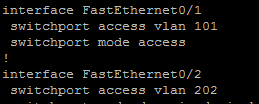 interface FastEthernet0/1
 switchport access vlan 101
 switchport mode access
!
interface FastEthernet0/2
 switchport access vlan 202